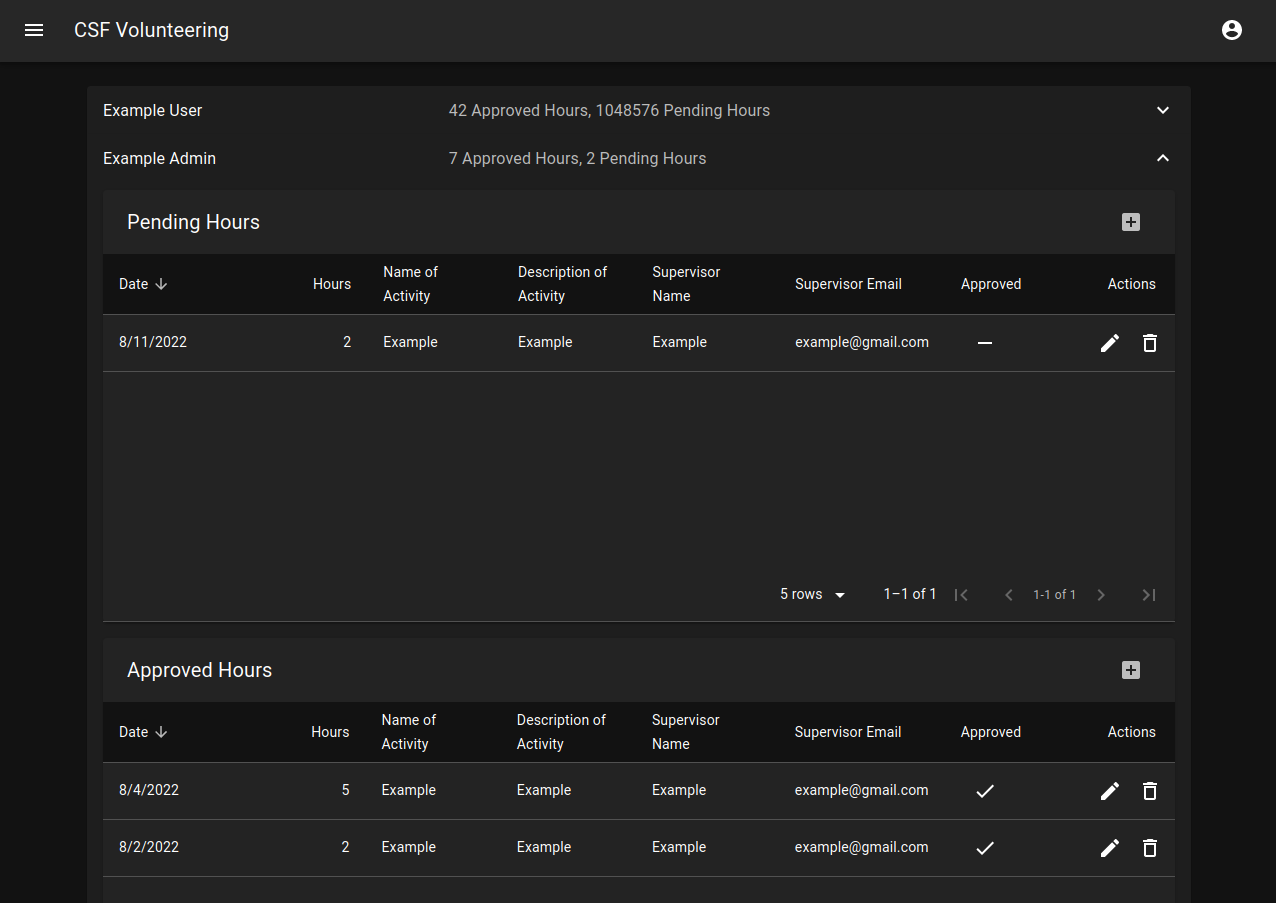 CSF Volunteering
Example User 42 Approved Hours, 1048576 Pending Hours
Example Admin 7 Approved Hours, 2 Pending Hours
Pending Hours
Date Hours Name of Activity Description of Activity Supervisor Name Supervisor Email Approved Actions
8/11/2022 2 Example Example Example example@gmail.com
5 rows 1–1 of 1 1-1 of 1
Approved Hours
Date Hours Name of Activity Description of Activity Supervisor Name Supervisor Email Approved Actions
8/4/2022 5 Example Example Example example@gmail.com
8/2/2022 2 Example Example Example example@gmail.com